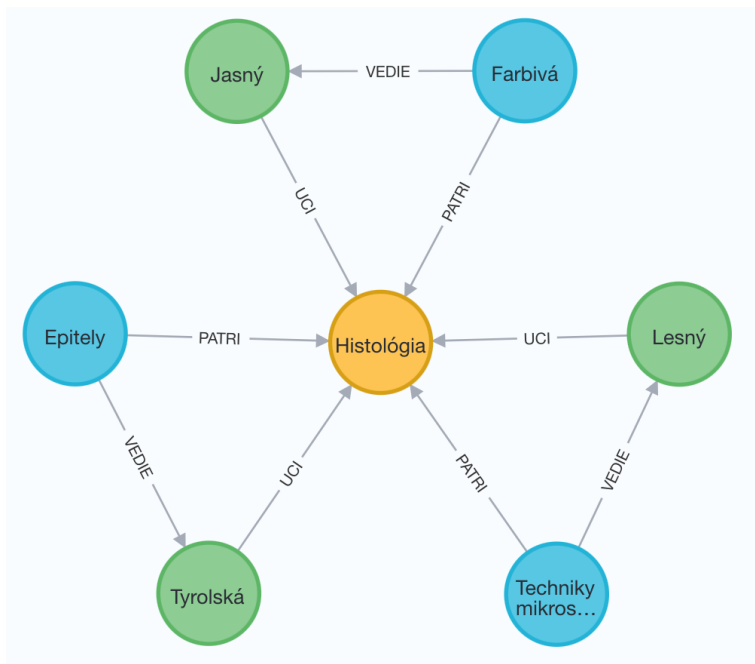 Jasný
VEDIE
Farbivá
UCI
PATRI
Epitely
PATRI
Histológia
UCI
Lesný
VEDIE
UCI
PATRI
VEDIE
Tyrolská
Techniky
mikros…